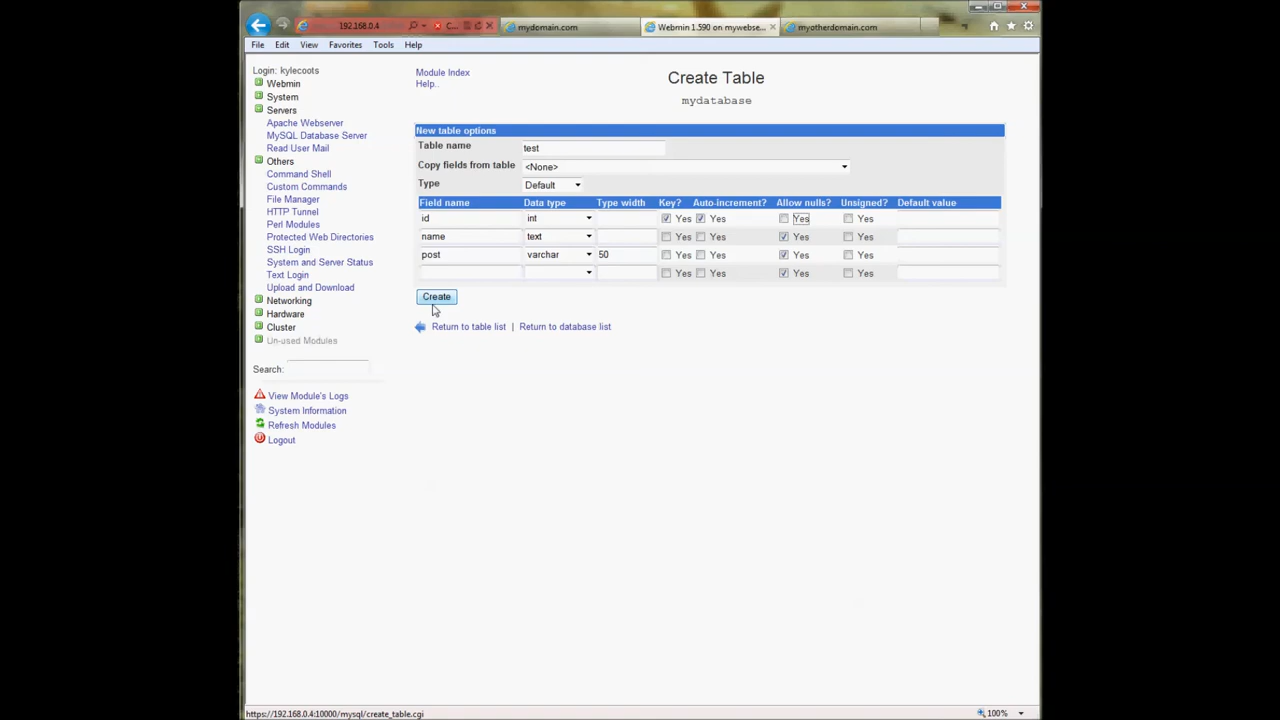 192.168.0.4
C...
mydomain.com
Webmin 1.590 on mywebse...
myotherdomain.com
File Edit View Favorites Tools Help
Login: kylecoots
Webmin
System
Servers
Apache Webserver
MySQL Database Server
Read User Mail
Others
Command Shell
Custom Commands
File Manager
HTTP Tunnel
Perl Modules
Protected Web Directories
SSH Login
System and Server Status
Text Login
Upload and Download
Networking
Hardware
Cluster
Un-used Modules
Search:
View Module's Logs
System Information
Refresh Modules
Logout
Module Index
Help..
Create Table
mydatabase
New table options
Table name test
Copy fields from table <None>
Type Default
Field name Data type Type width Key? Auto-increment? Allow nulls? Unsigned? Default value
id int Yes Yes Yes Yes
name text Yes Yes Yes Yes
post varchar 50 Yes Yes Yes Yes
Yes Yes Yes Yes
Create
Return to table list | Return to database list
https://192.168.0.4:10000/mysql/create_table.cgi
100%